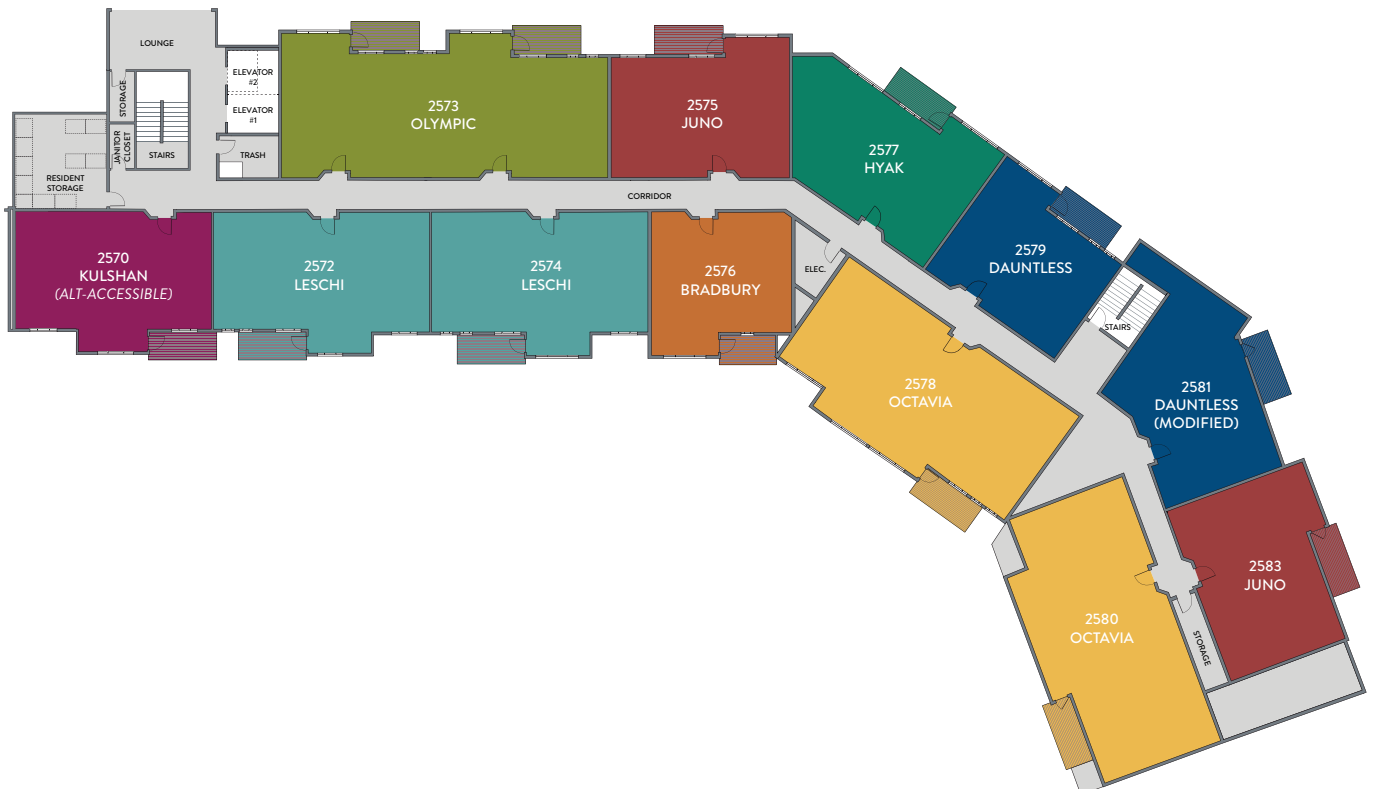 LOUNGE
ELEVATOR
#2
ELEVATOR
#1
STORAGE
JANITOR
CLOSET
STAIRS
TRASH
RESIDENT
STORAGE
2573
OLYMPIC
2575
JUNO
2577
HYAK
CORRIDOR
2570
KULSHAN
(ALT-ACCESSIBLE)
2572
LESCHI
2574
LESCHI
2576
BRADBURY
ELEC.
2579
DAUNTLESS
STAIRS
2578
OCTAVIA
2581
DAUNTLESS
(MODIFIED)
2583
JUNO
2580
OCTAVIA
STORAGE